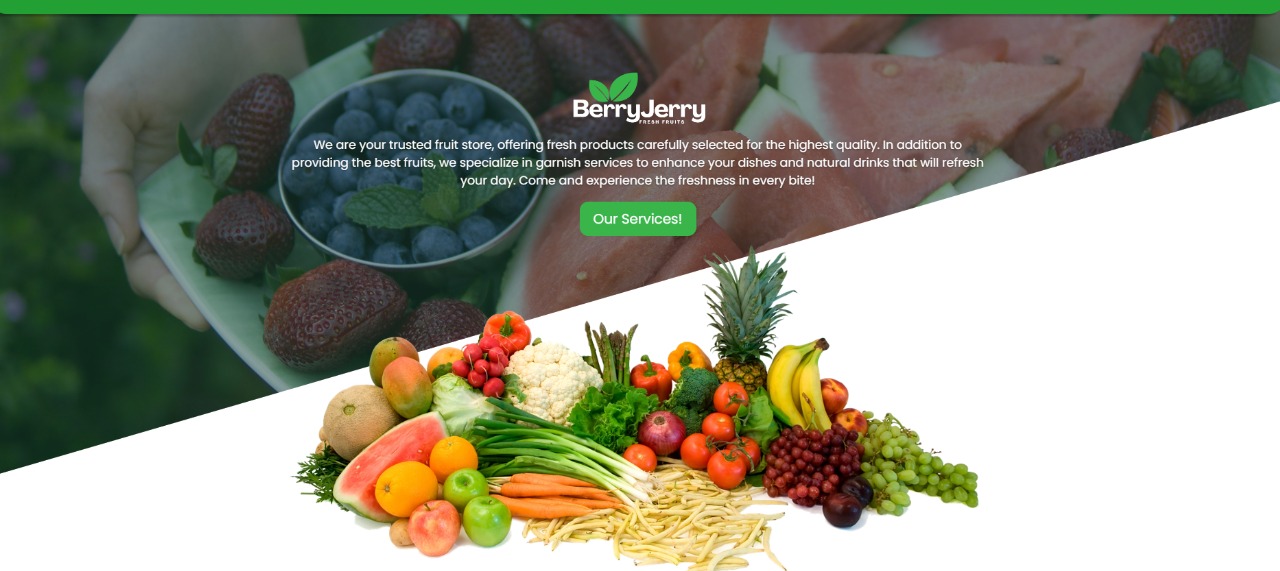 BerryJerry
FRESH FRUITS
We are your trusted fruit store, offering fresh products carefully selected for the highest quality. In addition to
providing the best fruits, we specialize in garnish services to enhance your dishes and natural drinks that will refresh
your day. Come and experience the freshness in every bite!
Our Services!